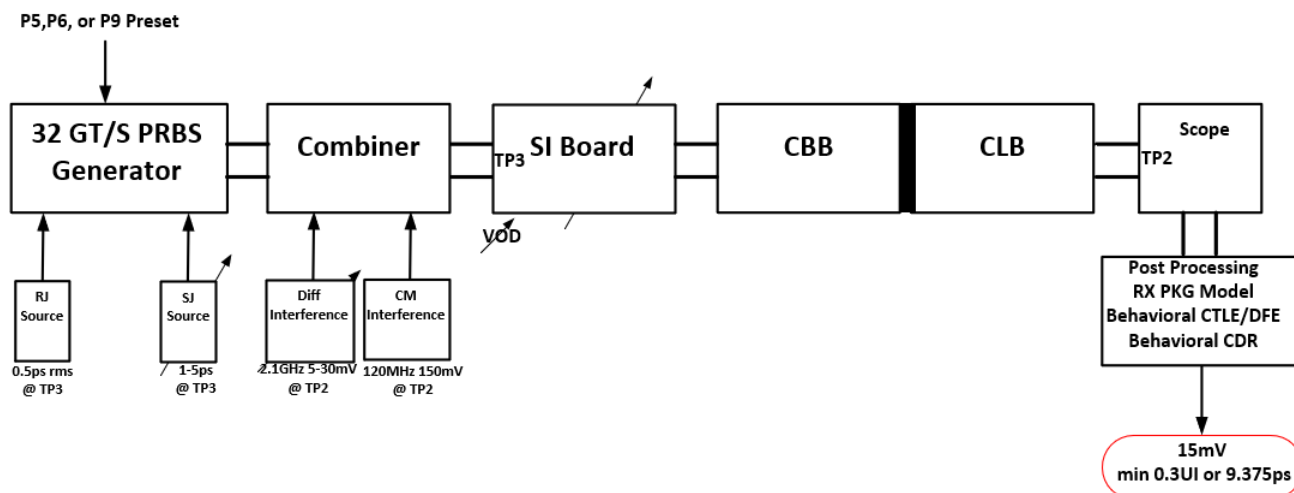 P5,P6, or P9 Preset
32 GT/S PRBS
Generator
Combiner
TP3
SI Board
CBB
CLB
Scope
TP2
VOD
RJ
Source
SJ
Source
Diff
Interference
CM
Interference
0.5ps rms
@ TP3
1-5ps
@ TP3
2.1GHz 5-30mV
@ TP2
120MHz 150mV
@ TP2
Post Processing
RX PKG Model
Behavioral CTLE/DFE
Behavioral CDR
15mV
min 0.3UI or 9.375ps